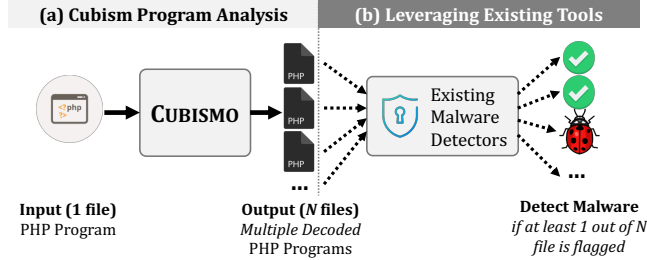 (a) Cubism Program Analysis
(b) Leveraging Existing Tools
<?php
?>
CUBISMO
PHP
PHP
PHP
...
Existing
Malware
Detectors
...
Input (1 file)
PHP Program
Output (N files)
Multiple Decoded
PHP Programs
Detect Malware
if at least 1 out of N
file is flagged